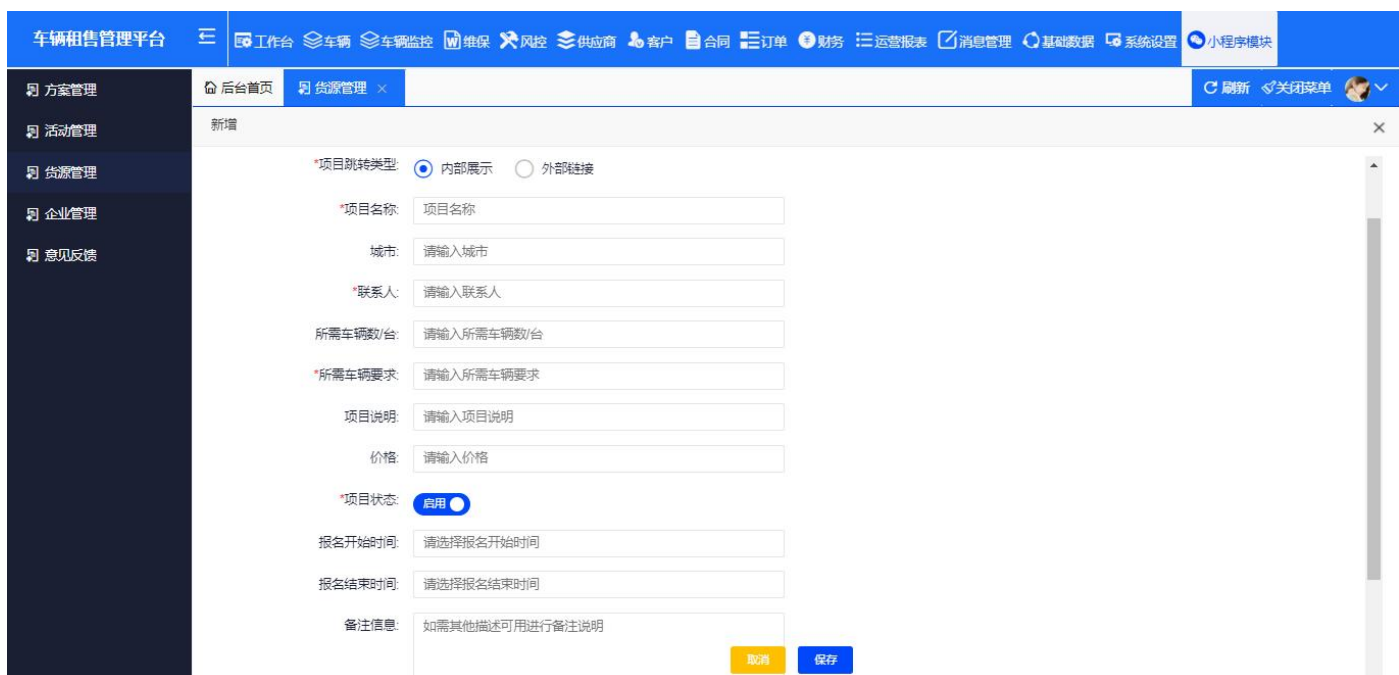 车辆租售管理平台
工作台 车辆 车辆监控 维保 风控 供应商 客户 合同 订单 财务 运营报表 消息管理 基础数据 系统设置 小程序模块
方案管理
活动管理
货源管理
企业管理
意见反馈
后台首页 货源管理 × 刷新 关闭菜单
新增 ×
*项目跳转类型: 内部展示 外部链接
*项目名称: 项目名称
城市: 请输入城市
*联系人: 请输入联系人
所需车辆数/台: 请输入所需车辆数/台
*所需车辆要求: 请输入所需车辆要求
项目说明: 请输入项目说明
价格: 请输入价格
*项目状态: 启用
报名开始时间: 请选择报名开始时间
报名结束时间: 请选择报名结束时间
备注信息: 如需其他描述可用进行备注说明
取消 保存